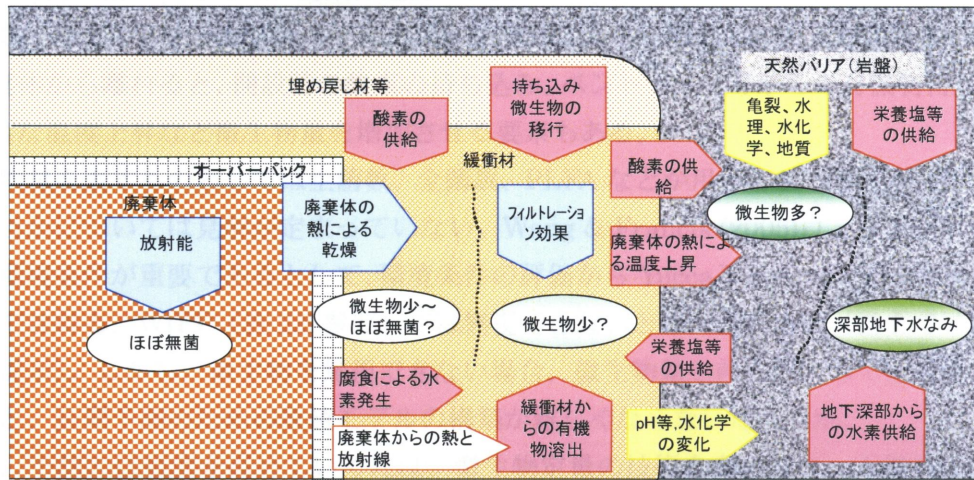 天然バリア(岩盤)
埋め戻し材等
酸素の
供給
持ち込み
微生物の
移行
亀裂、水
理、水化
学、地質
栄養塩等
の供給
緩衝材
オーバーパック
酸素の供
給
廃棄体
放射能
廃棄体の
熱による
乾燥
フィルトレーショ
ン効果
微生物多?
廃棄体の熱によ
る温度上昇
微生物少~
ほぼ無菌?
微生物少?
ほぼ無菌
深部地下水なみ
栄養塩等
の供給
腐食による水
素発生
緩衝材か
らの有機
物溶出
pH等,水化学
の変化
地下深部から
の水素供給
廃棄体からの熱と
放射線